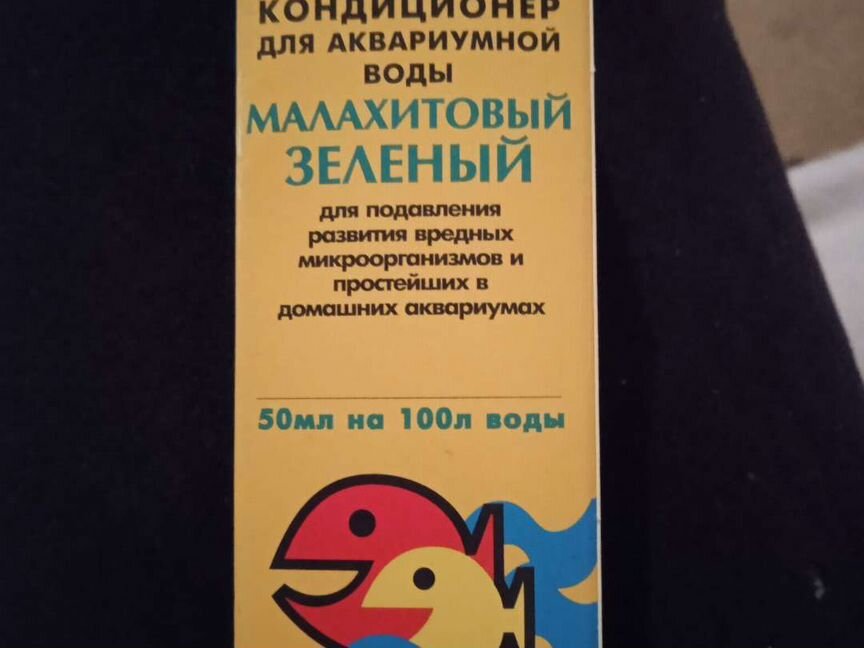 КОНДИЦИОНЕР
ДЛЯ АКВАРИУМНОЙ
ВОДЫ
МАЛАХИТОВЫЙ
ЗЕЛЕНЫЙ
для подавления
развития вредных
микроорганизмов и
простейших в
домашних аквариумах
50мл на 100л воды